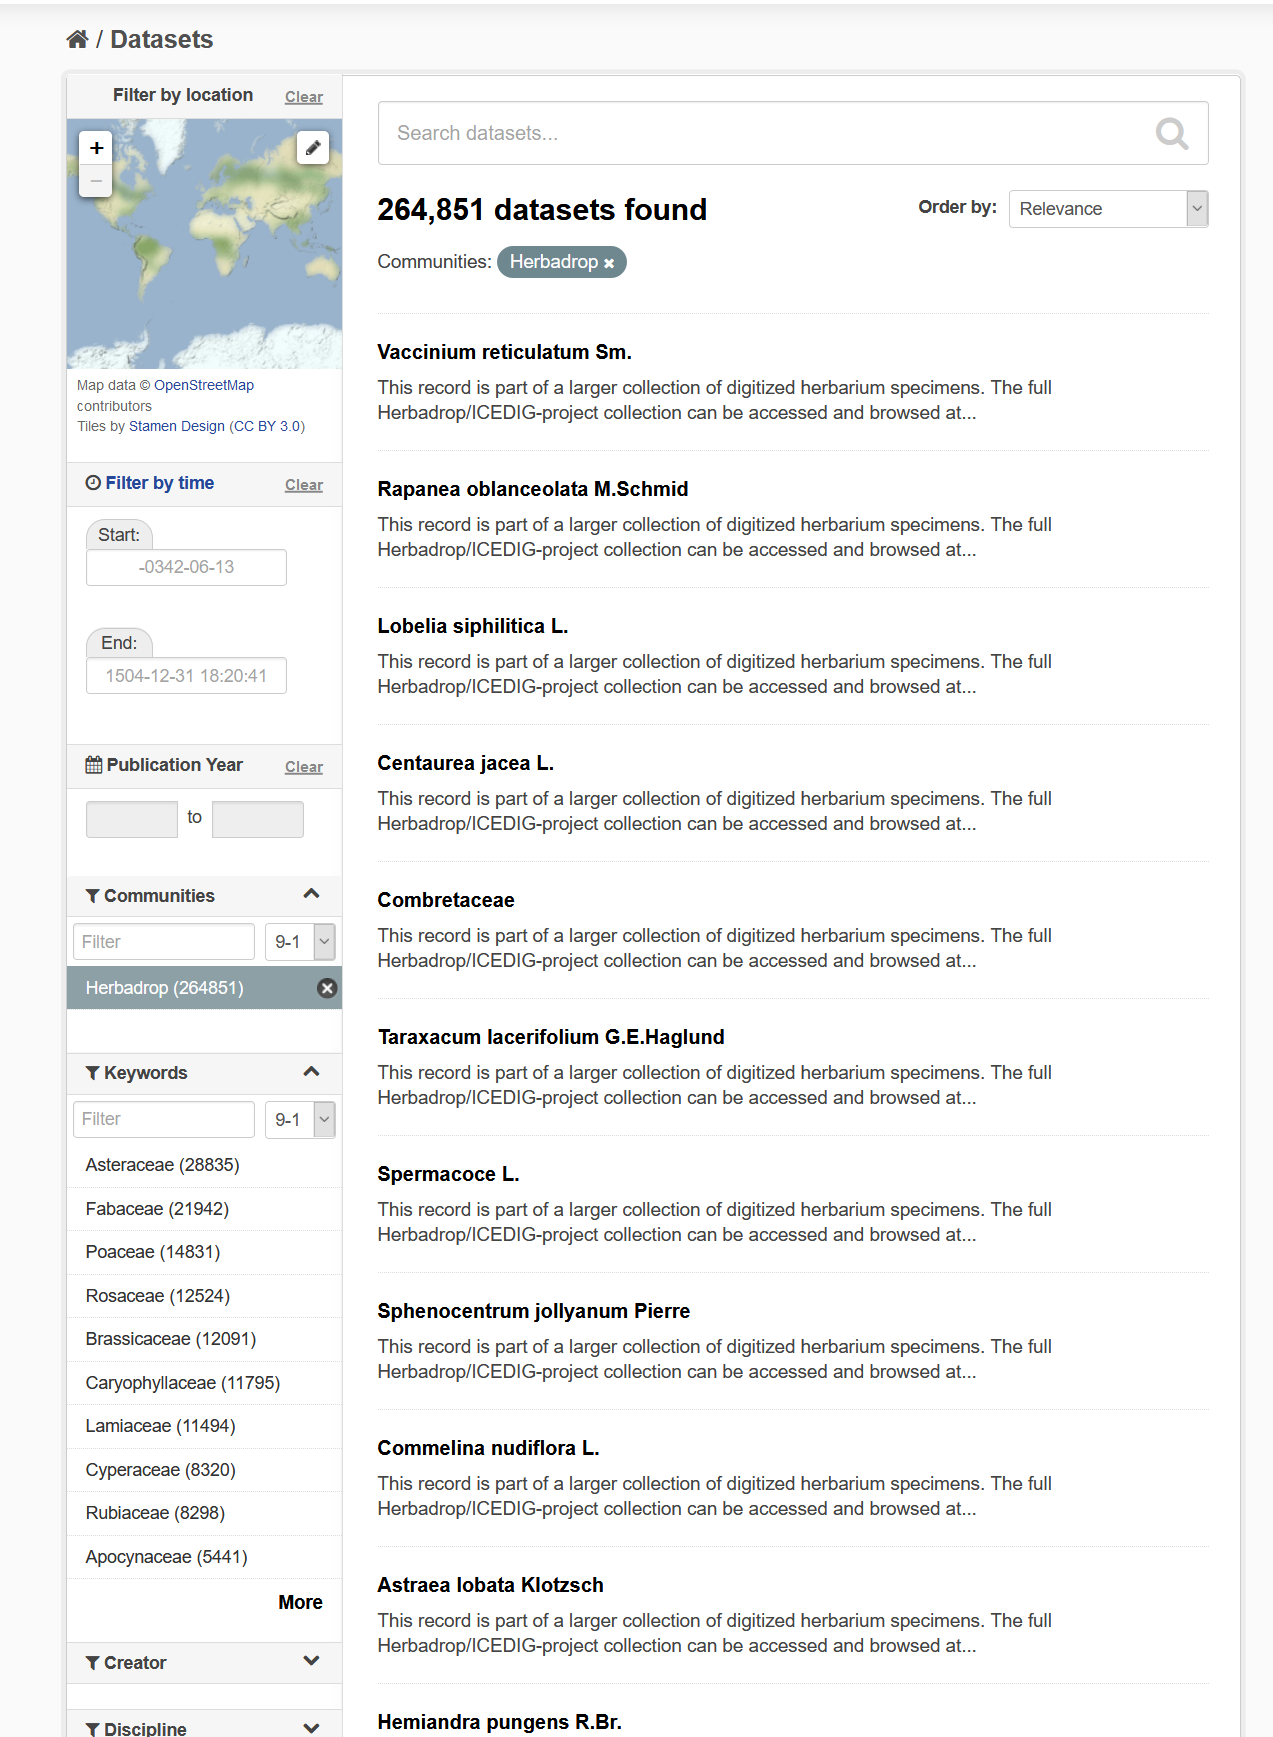 / Datasets
Filter by location Clear
+
−
Map data © OpenStreetMap
contributors
Tiles by Stamen Design (CC BY 3.0)
Filter by time Clear
Start:
-0342-06-13
End:
1504-12-31 18:20:41
Publication Year Clear
to
Communities
Filter 9-1
Herbadrop (264851)
Keywords
Filter 9-1
Asteraceae (28835)
Fabaceae (21942)
Poaceae (14831)
Rosaceae (12524)
Brassicaceae (12091)
Caryophyllaceae (11795)
Lamiaceae (11494)
Cyperaceae (8320)
Rubiaceae (8298)
Apocynaceae (5441)
More
Creator
Discipline
Search datasets...
264,851 datasets found
Order by: Relevance
Communities: Herbadrop ×
Vaccinium reticulatum Sm.
This record is part of a larger collection of digitized herbarium specimens. The full
Herbadrop/ICEDIG-project collection can be accessed and browsed at...
Rapanea oblanceolata M.Schmid
This record is part of a larger collection of digitized herbarium specimens. The full
Herbadrop/ICEDIG-project collection can be accessed and browsed at...
Lobelia siphilitica L.
This record is part of a larger collection of digitized herbarium specimens. The full
Herbadrop/ICEDIG-project collection can be accessed and browsed at...
Centaurea jacea L.
This record is part of a larger collection of digitized herbarium specimens. The full
Herbadrop/ICEDIG-project collection can be accessed and browsed at...
Combretaceae
This record is part of a larger collection of digitized herbarium specimens. The full
Herbadrop/ICEDIG-project collection can be accessed and browsed at...
Taraxacum lacerifolium G.E.Haglund
This record is part of a larger collection of digitized herbarium specimens. The full
Herbadrop/ICEDIG-project collection can be accessed and browsed at...
Spermacoce L.
This record is part of a larger collection of digitized herbarium specimens. The full
Herbadrop/ICEDIG-project collection can be accessed and browsed at...
Sphenocentrum jollyanum Pierre
This record is part of a larger collection of digitized herbarium specimens. The full
Herbadrop/ICEDIG-project collection can be accessed and browsed at...
Commelina nudiflora L.
This record is part of a larger collection of digitized herbarium specimens. The full
Herbadrop/ICEDIG-project collection can be accessed and browsed at...
Astraea lobata Klotzsch
This record is part of a larger collection of digitized herbarium specimens. The full
Herbadrop/ICEDIG-project collection can be accessed and browsed at...
Hemiandra pungens R.Br.